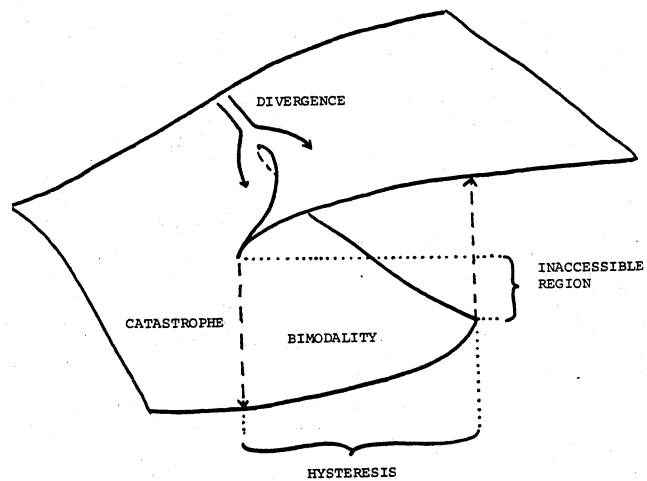 DIVERGENCE
INACCESSIBLE
REGION
CATASTROPHE
BIMODALITY
HYSTERESIS